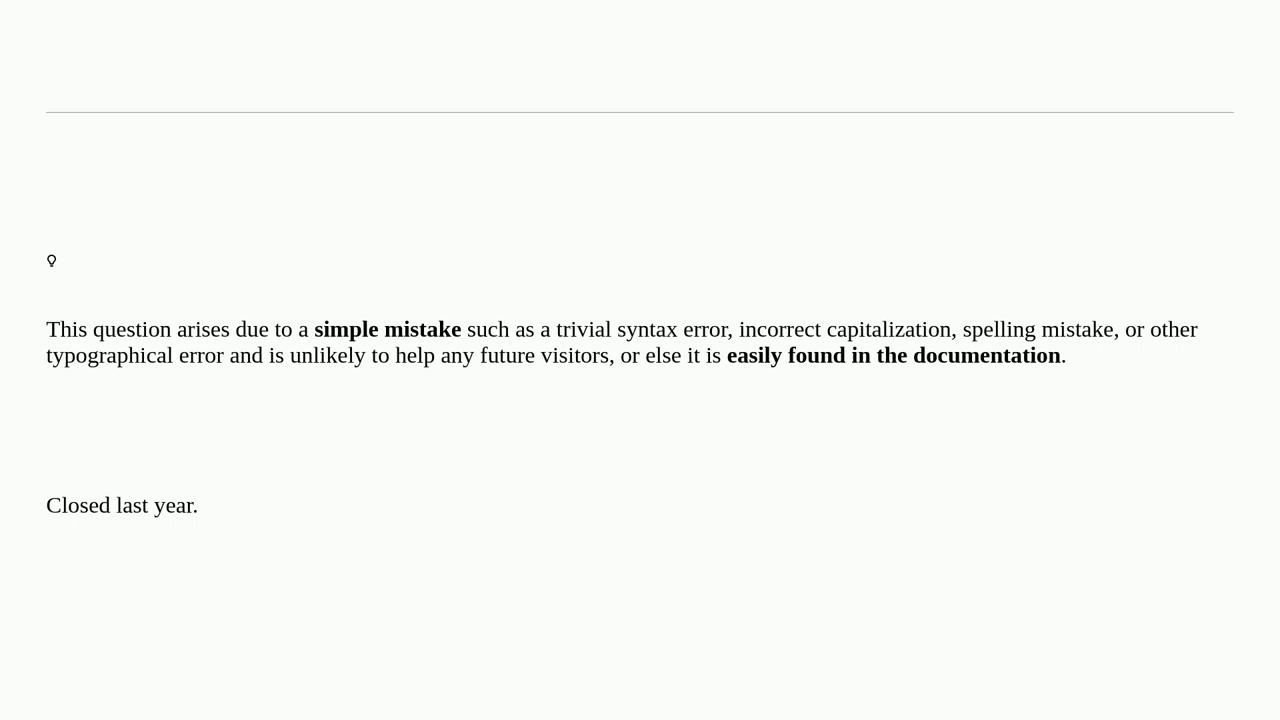 This question arises due to a simple mistake such as a trivial syntax error, incorrect capitalization, spelling mistake, or other
typographical error and is unlikely to help any future visitors, or else it is easily found in the documentation.
Closed last year.